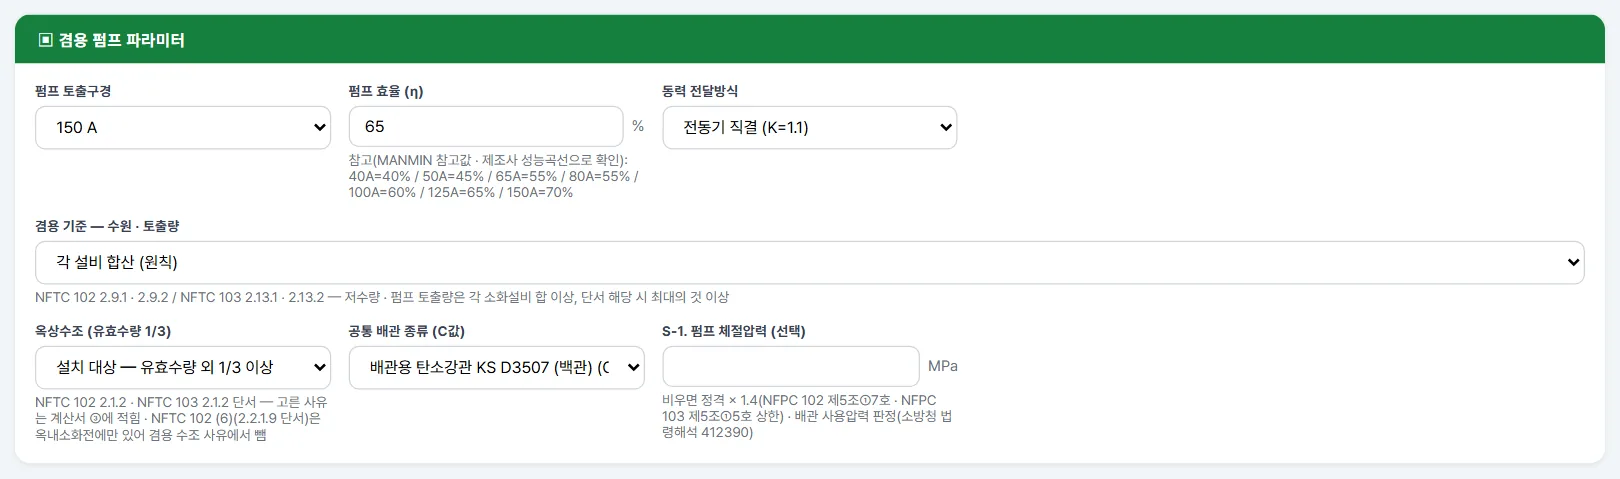 ▣ 겸용 펌프 파라미터
펌프 토출구경
펌프 효율 (η)
동력 전달방식
150 A
65
%
전동기 직결 (K=1.1)
참고(MANMIN 참고값 · 제조사 성능곡선으로 확인):
40A=40% / 50A=45% / 65A=55% / 80A=55% /
100A=60% / 125A=65% / 150A=70%
겸용 기준 — 수원 · 토출량
각 설비 합산 (원칙)
NFTC 102 2.9.1 · 2.9.2 / NFTC 103 2.13.1 · 2.13.2 — 저수량 · 펌프 토출량은 각 소화설비 합 이상, 단서 해당 시 최대의 것 이상
옥상수조 (유효수량 1/3)
설치 대상 — 유효수량 외 1/3 이상
NFTC 102 2.1.2 · NFTC 103 2.1.2 단서 — 고른 사유
는 계산서 ③에 적힘 · NFTC 102 (6)(2.2.1.9 단서)은
옥내소화전에만 있어 겸용 수조 사유에서 뺌
공통 배관 종류 (C값)
배관용 탄소강관 KS D3507 (백관) (C
S-1. 펌프 체절압력 (선택)
MPa
비우면 정격 × 1.4(NFPC 102 제5조①7호 · NFPC
103 제5조①5호 상한) · 배관 사용압력 판정(소방청 법
령해석 412390)